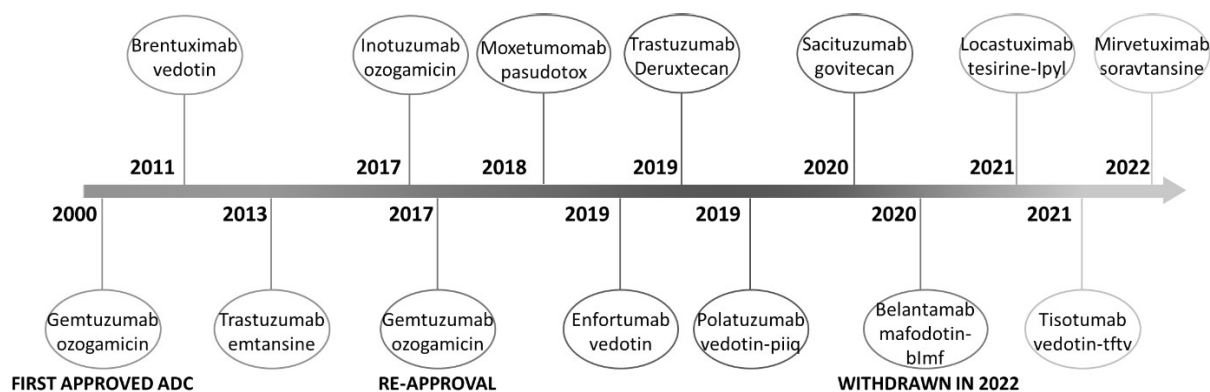 Brentuximab
vedotin
Inotuzumab
ozogamicin
Moxetumomab
pasudotox
Trastuzumab
Deruxtecan
Sacituzumab
govitecan
Locastuximab
tesirine-lpyl
Mirvetuximab
soravtansine
2011
2017
2018
2019
2020
2021
2022
2000
2013
2017
2019
2019
2020
2021
Gemtuzumab
ozogamicin
Trastuzumab
emtansine
Gemtuzumab
ozogamicin
Enfortumab
vedotin
Polatuzumab
vedotin-piiq
Belantamab
mafodotin-
blmf
Tisotumab
vedotin-tftv
FIRST APPROVED ADC
RE-APPROVAL
WITHDRAWN IN 2022